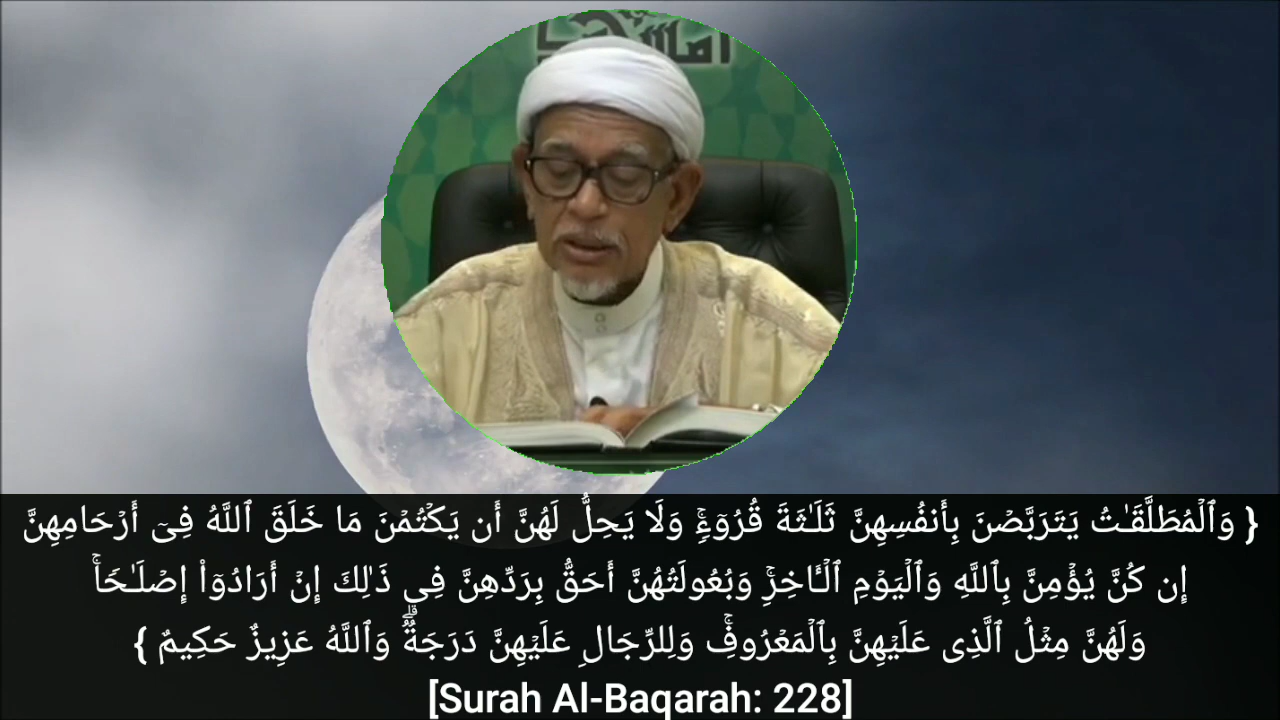 { وَٱلْمُطَلَّقَـٰتُ يَتَرَبَّصْنَ بِأَنفُسِهِنَّ ثَلَـٰثَةَ قُرُوٓءٍۢ ۚ وَلَا يَحِلُّ لَهُنَّ أَن يَكْتُمْنَ مَا خَلَقَ ٱللَّهُ فِىٓ أَرْحَامِهِنَّ
إِن كُنَّ يُؤْمِنَّ بِٱللَّهِ وَٱلْيَوْمِ ٱلْـَٔاخِرِ ۚ وَبُعُولَتُهُنَّ أَحَقُّ بِرَدِّهِنَّ فِى ذَٰلِكَ إِنْ أَرَادُوٓا۟ إِصْلَـٰحًا ۚ
وَلَهُنَّ مِثْلُ ٱلَّذِى عَلَيْهِنَّ بِٱلْمَعْرُوفِ ۚ وَلِلرِّجَالِ عَلَيْهِنَّ دَرَجَةٌ ۗ وَٱللَّهُ عَزِيزٌ حَكِيمٌ }
[Surah Al-Baqarah: 228]